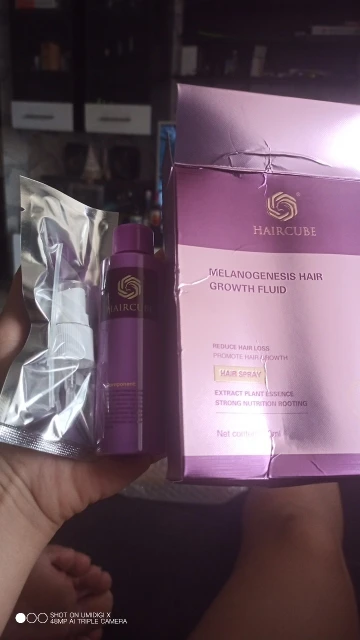 HAIRCUBE
MELANOGENESIS HAIR
GROWTH FLUID
REDUCE HAIR LOSS
PROMOTE HAIR GROWTH
HAIR SPRAY
EXTRACT PLANT ESSENCE
STRONG NUTRITION ROOTING
Net
HAIRCUBE
SHOT ON UMIDIGI X
48MP AI TRIPLE CAMERA